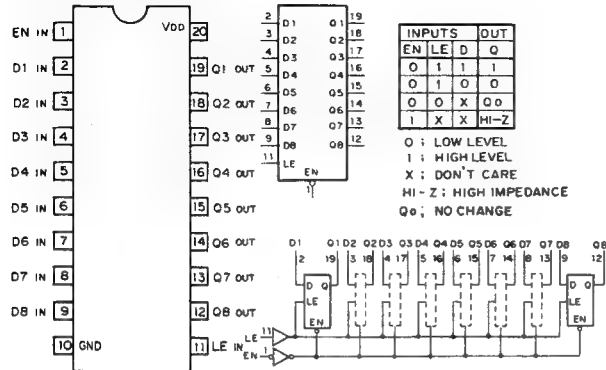 EN IN 1
D1 IN 2
D2 IN 3
D3 IN 4
D4 IN 5
D5 IN 6
D6 IN 7
D7 IN 8
D8 IN 9
10 GND
VDD 20
19 Q1 OUT
18 Q2 OUT
17 Q3 OUT
16 Q4 OUT
15 Q5 OUT
14 Q6 OUT
13 Q7 OUT
12 Q8 OUT
11 LE IN
2 D1 Q1 19
3 D2 Q2 18
4 D3 Q3 17
5 D4 Q4 16
6 D5 Q5 15
7 D6 Q6 14
8 D7 Q7 13
9 D8 Q8 12
11 LE
EN
1
INPUTS OUT
EN LE D Q
0 1 1 1
0 1 0 0
0 0 X Qo
1 X X HI-Z
0 ; LOW LEVEL
1 ; HIGH LEVEL
X ; DON'T CARE
HI-Z ; HIGH IMPEDANCE
Qo ; NO CHANGE
D1 Q1 D2 Q2 D3 Q3 D4 Q4 D5 Q5 D6 Q6 D7 Q7 D8 Q8
2 19 3 18 4 17 5 16 6 15 7 14 8 13 9 12
D Q D Q
LE LE
EN EN
LE 11
EN 1